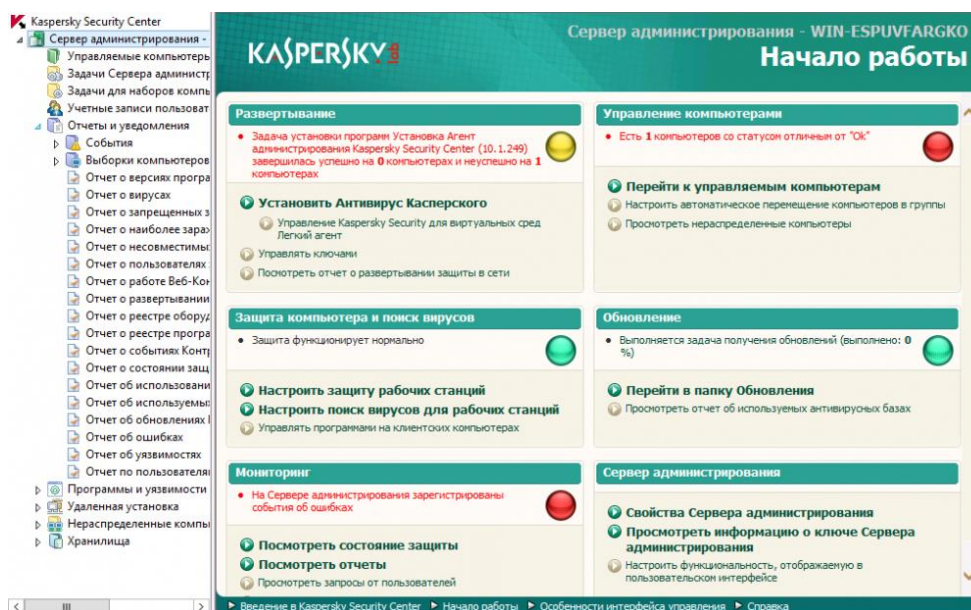 Kaspersky Security Center
Сервер администрирования -
Управляемые компьютеры
Задачи Сервера администр
Задачи для наборов компь
Учетные записи пользоват
Отчеты и уведомления
События
Выборки компьютеров
Отчет о версиях програ
Отчет о вирусах
Отчет о запрещенных з
Отчет о наиболее зараж
Отчет о несовместимы
Отчет о пользователях
Отчет о работе Веб-Кон
Отчет о развертывании
Отчет о реестре оборуд
Отчет о реестре програ
Отчет о событиях Контр
Отчет о состоянии защ
Отчет об использовани
Отчет об используемых
Отчет об обновлениях
Отчет об ошибках
Отчет об уязвимостях
Отчет по пользователя
Программы и уязвимости
Удаленная установка
Нераспределенные компы
Хранилища
KASPERSKY lab
Сервер администрирования - WIN-ESPUVFARGKO
Начало работы
Развертывание
Задача установки программ Установка Агент
администрирования Kaspersky Security Center (10.1.249)
завершилась успешно на 0 компьютерах и неуспешно на 1
компьютерах
Установить Антивирус Касперского
Управление Kaspersky Security для виртуальных сред
Легкий агент
Управлять ключами
Посмотреть отчет о развертывании защиты в сети
Управление компьютерами
Есть 1 компьютеров со статусом отличным от "Ok"
Перейти к управляемым компьютерам
Настроить автоматическое перемещение компьютеров в группы
Просмотреть нераспределенные компьютеры
Защита компьютера и поиск вирусов
Защита функционирует нормально
Настроить защиту рабочих станций
Настроить поиск вирусов для рабочих станций
Управлять программами на клиентских компьютерах
Обновление
Выполняется задача получения обновлений (выполнено: 0
%)
Перейти в папку Обновления
Просмотреть отчет об используемых антивирусных базах
Мониторинг
На Сервере администрирования зарегистрированы
события об ошибках
Посмотреть состояние защиты
Посмотреть отчеты
Просмотреть запросы от пользователей
Сервер администрирования
Свойства Сервера администрирования
Просмотреть информацию о ключе Сервера
администрирования
Настроить функциональность, отображаемую в
пользовательском интерфейсе
Введение в Kaspersky Security Center Начало работы Особенности интерфейса управления Справка